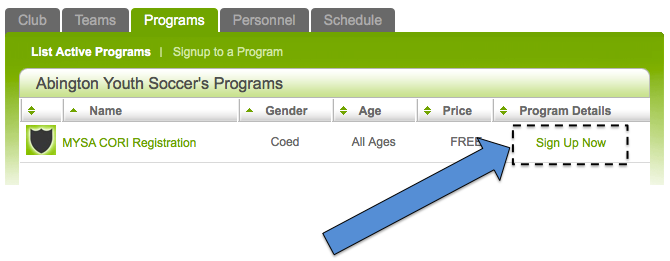 Club Teams Programs Personnel Schedule
List Active Programs | Signup to a Program
Abington Youth Soccer's Programs
Name Gender Age Price Program Details
MYSA CORI Registration Coed All Ages FREE Sign Up Now